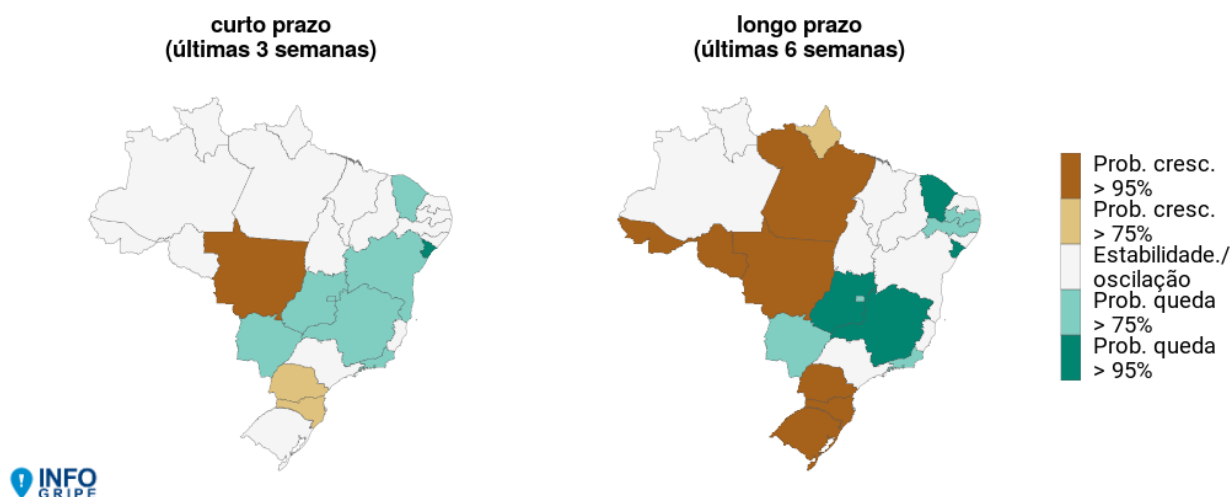 curto prazo
(últimas 3 semanas)
longo prazo
(últimas 6 semanas)
Prob. cresc.
> 95%
Prob. cresc.
> 75%
Estabilidade./
oscilação
Prob. queda
> 75%
Prob. queda
> 95%
INFO
GRIPE